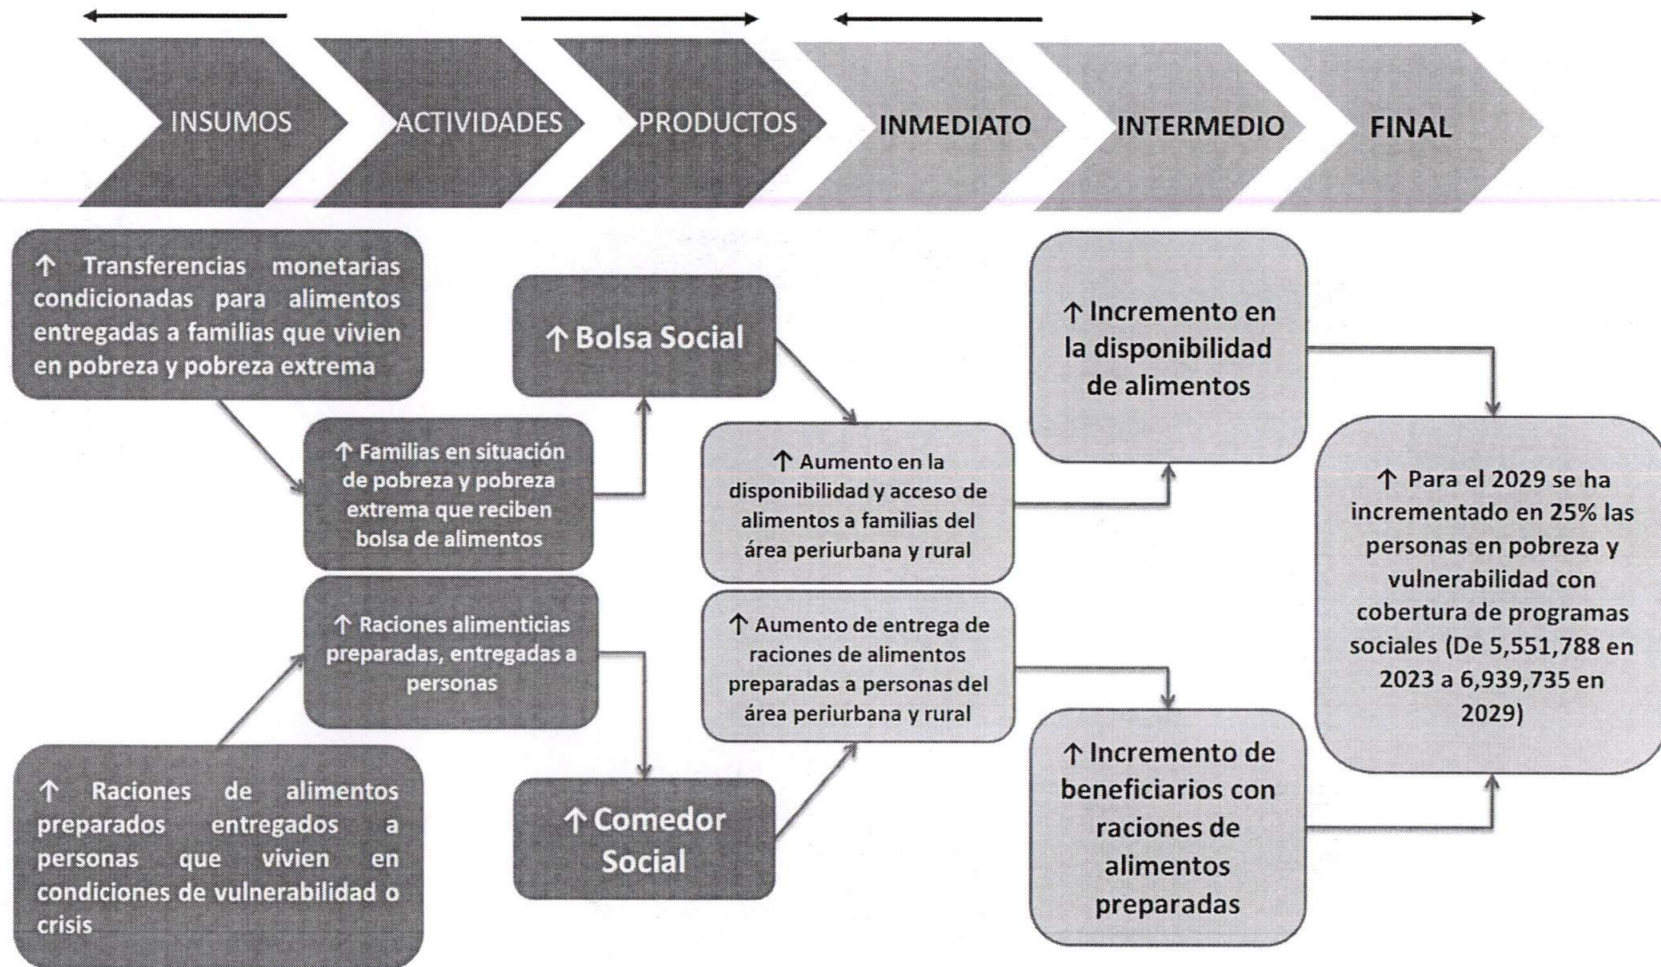 INSUMOS
ACTIVIDADES
PRODUCTOS
INMEDIATO
INTERMEDIO
FINAL
↑ Transferencias monetarias
condicionadas para alimentos
entregadas a familias que vivien
en pobreza y pobreza extrema
↑ Familias en situación
de pobreza y pobreza
extrema que reciben
bolsa de alimentos
↑ Bolsa Social
↑ Aumento en la
disponibilidad y acceso de
alimentos a familias del
área periurbana y rural
↑ Incremento en
la disponibilidad
de alimentos
↑ Raciones de alimentos
preparados entregados a
personas que vivien en
condiciones de vulnerabilidad o
crisis
↑ Raciones alimenticias
preparadas, entregadas a
personas
↑ Comedor
Social
↑ Aumento de entrega de
raciones de alimentos
preparadas a personas del
área periurbana y rural
↑ Incremento de
beneficiarios con
raciones de
alimentos
preparadas
↑ Para el 2029 se ha
incrementado en 25% las
personas en pobreza y
vulnerabilidad con
cobertura de programas
sociales (De 5,551,788 en
2023 a 6,939,735 en
2029)